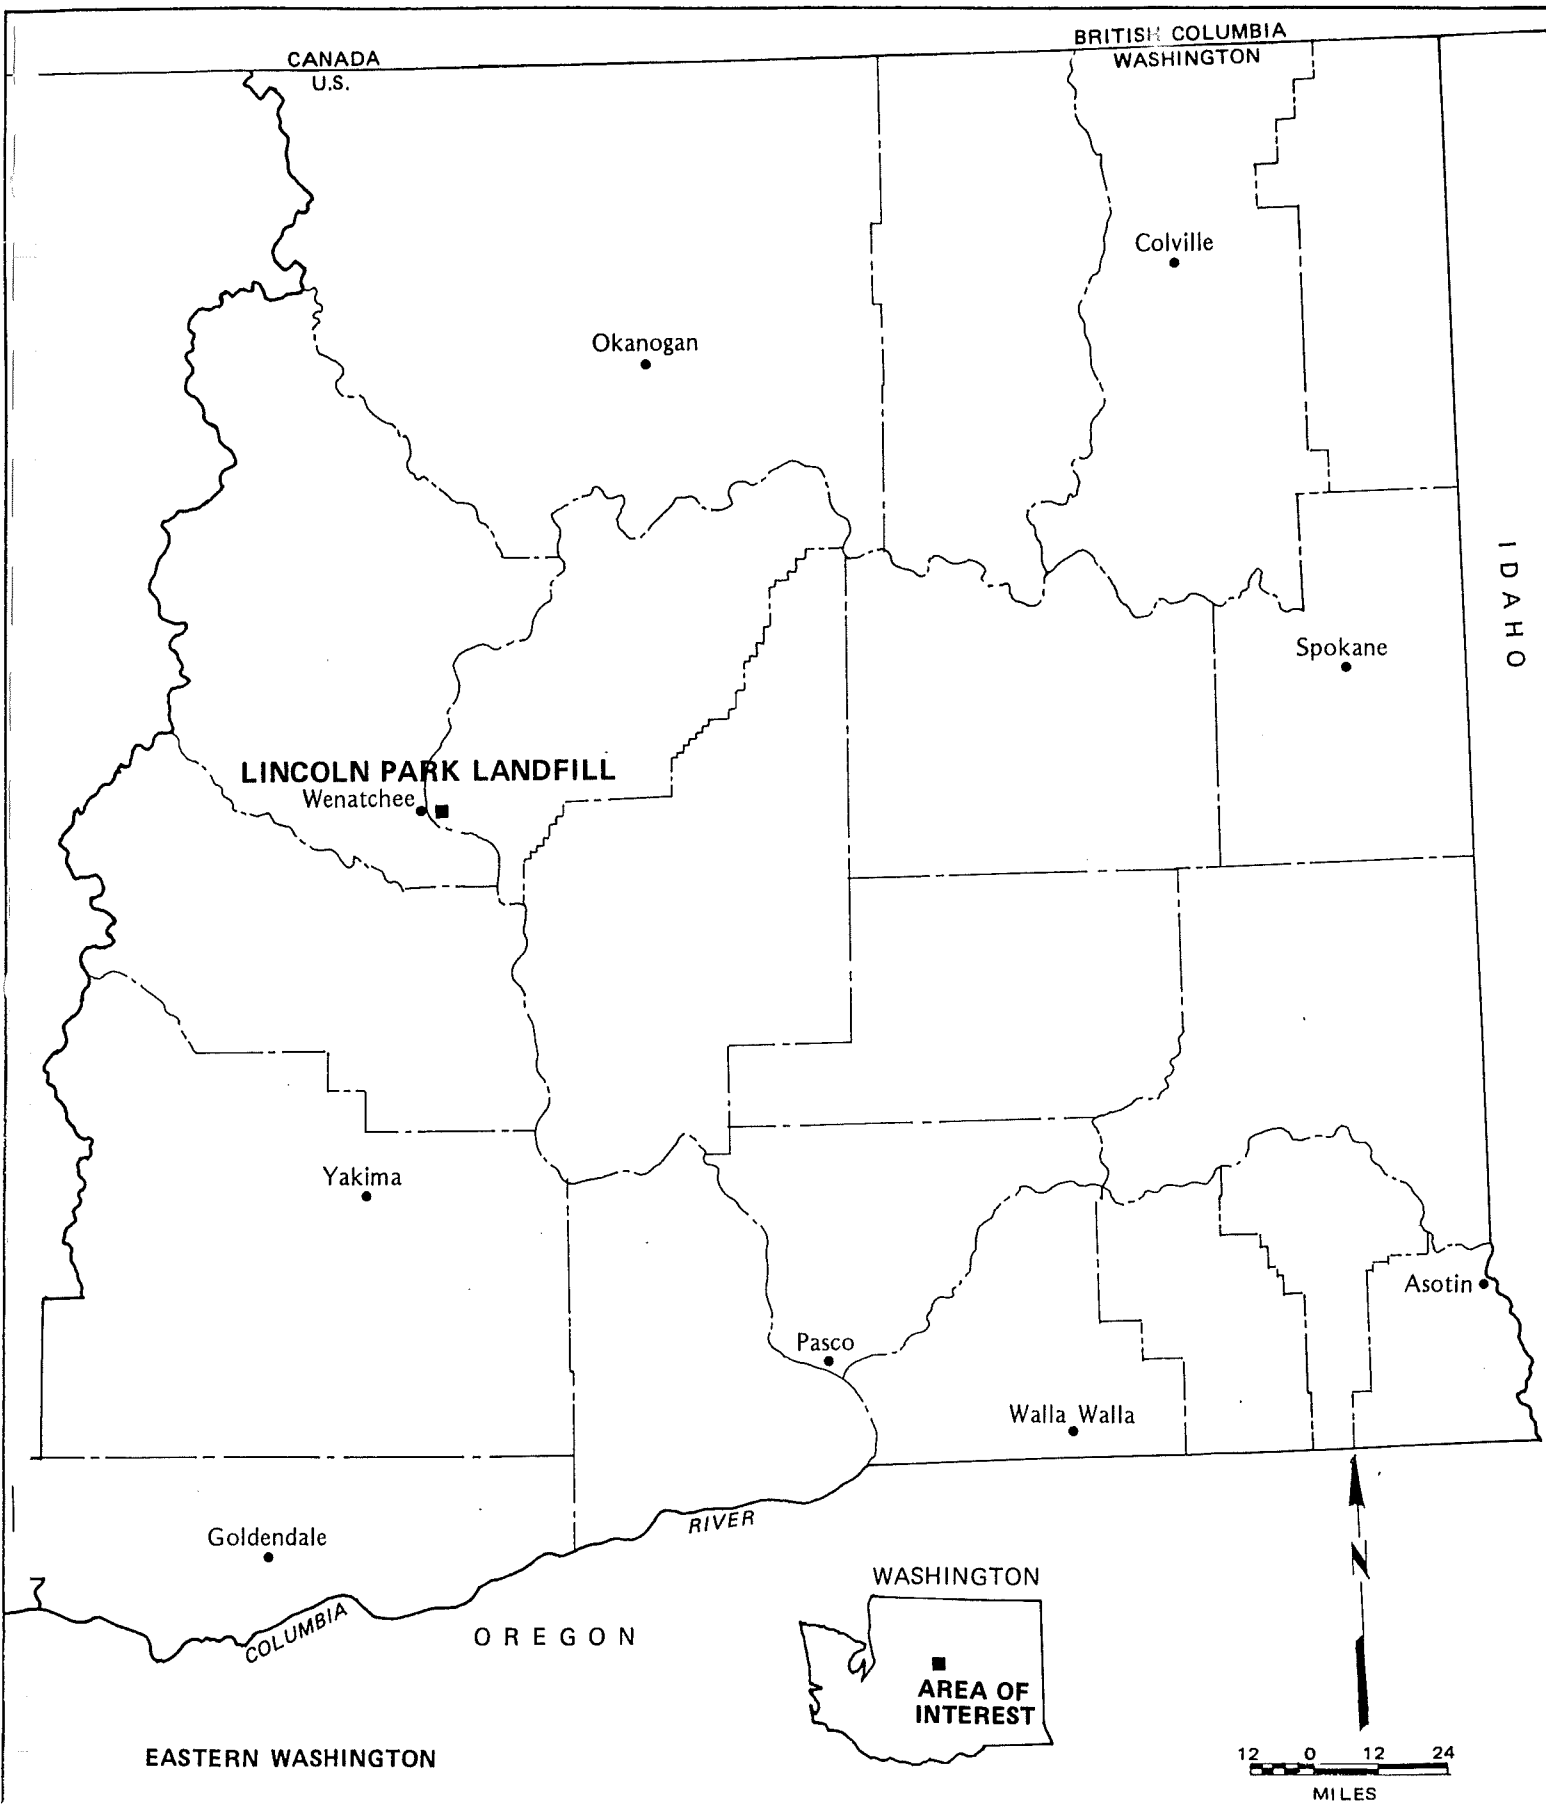 BRITISH COLUMBIA
CANADA
WASHINGTON
U.S.
Colville
Okanogan
IDAHO
Spokane
LINCOLN PARK LANDFILL
Wenatchee
Yakima
Asotin
Pasco
Walla Walla
RIVER
Goldendale
WASHINGTON
COLUMBIA
OREGON
N
AREA OF
INTEREST
EASTERN WASHINGTON
12 0 12 24
MILES